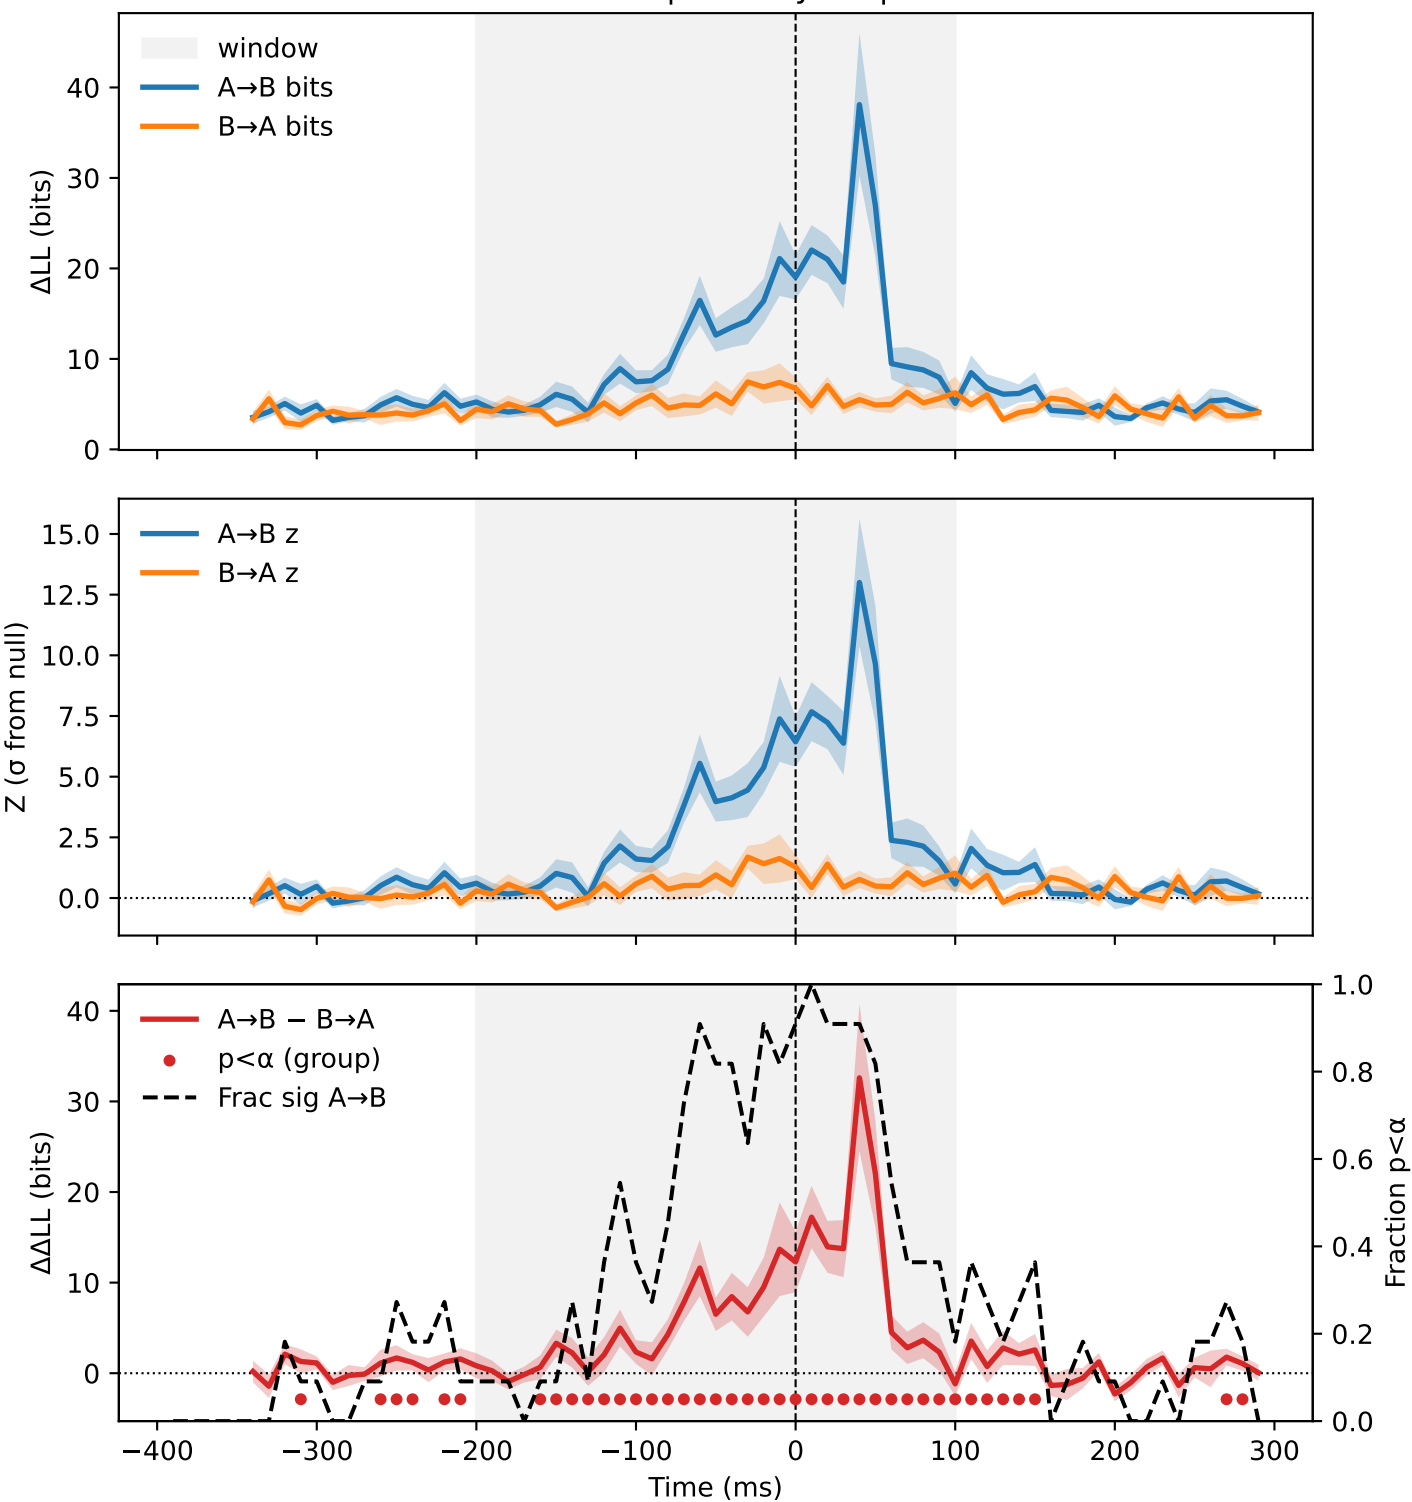 window
A→B bits
B→A bits
ΔLL (bits)
40
30
20
10
0
A→B z
B→A z
Z (σ from null)
15.0
12.5
10.0
7.5
5.0
2.5
0.0
A→B − B→A
p<α (group)
Frac sig A→B
ΔΔLL (bits)
40
30
20
10
0
1.0
0.8
0.6
0.4
0.2
0.0
Fraction p<α
−400 −300 −200 −100 0 100 200 300
Time (ms)